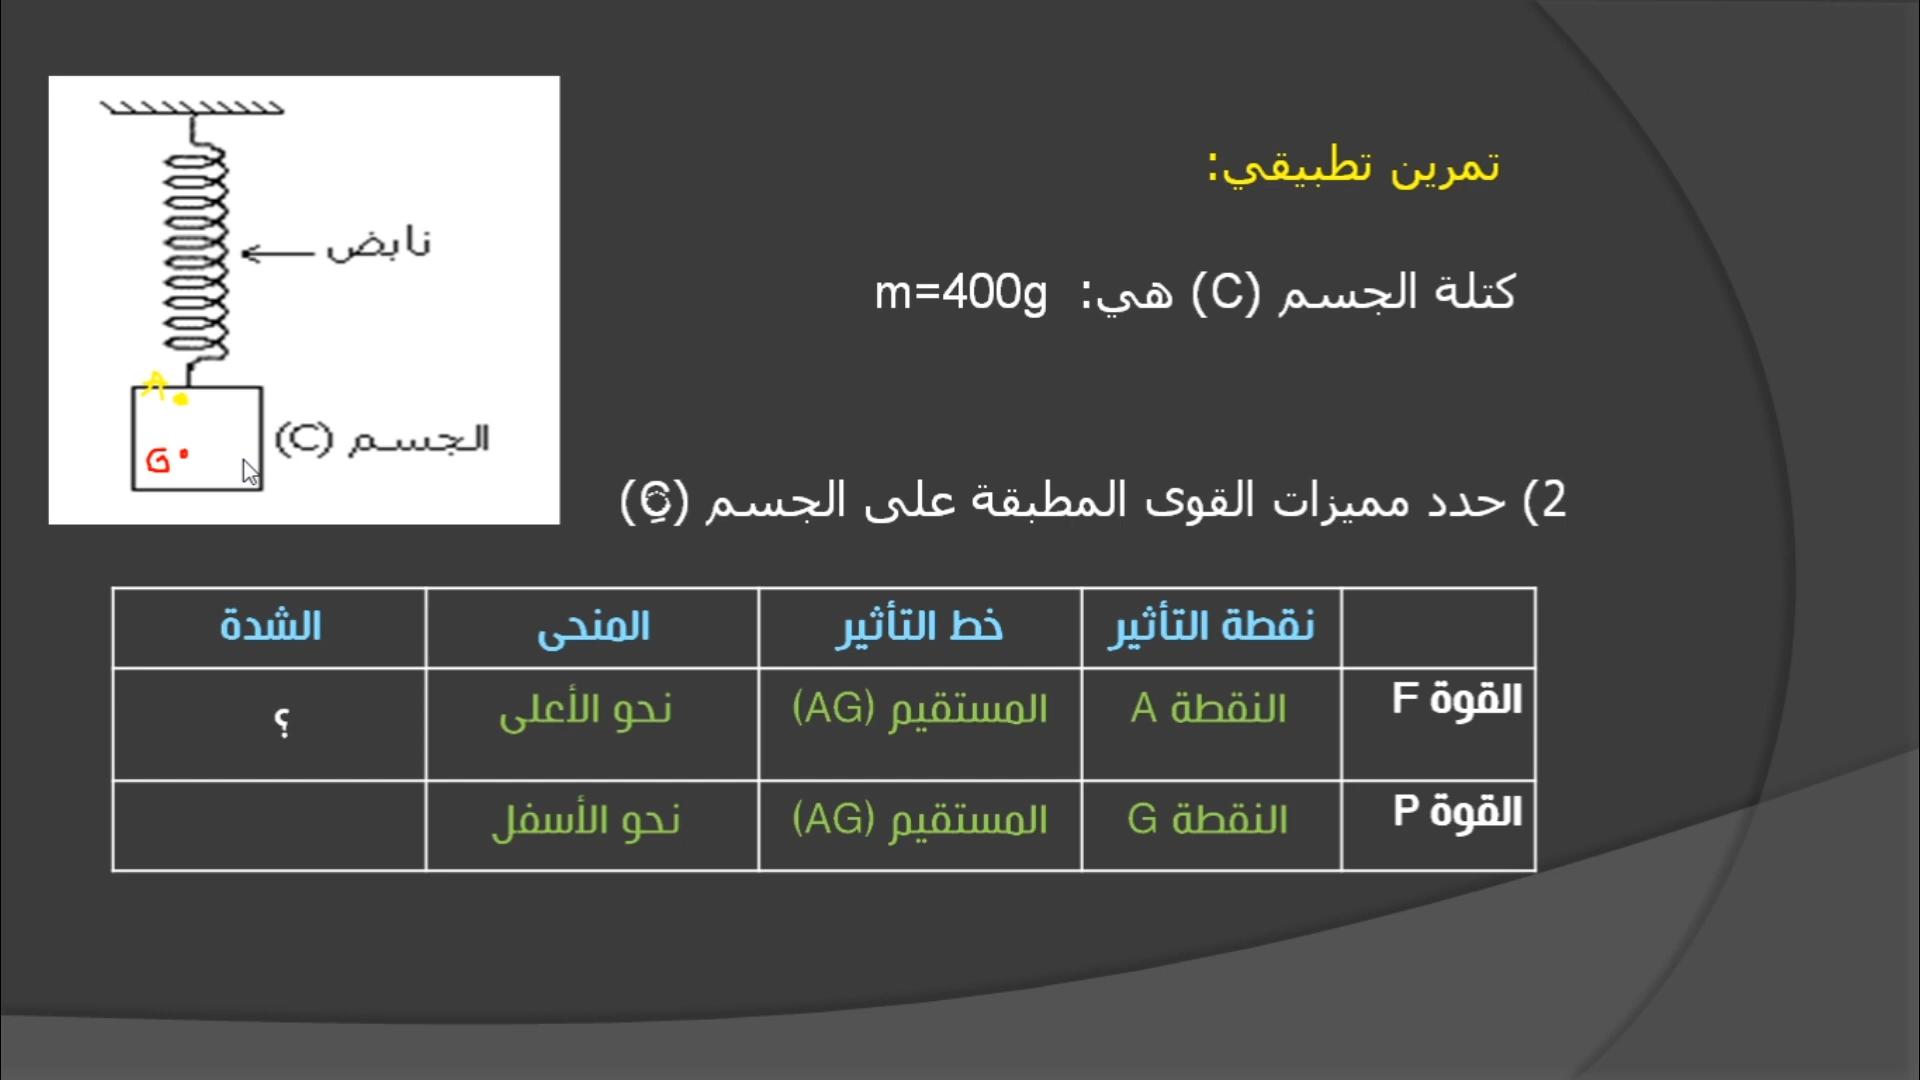 تمرين تطبيقي:
كتلة الجسم (C) هي: m=400g
نابض
A
G
الجسم (C)
2) حدد مميزات القوى المطبقة على الجسم (C)
نقطة التأثير خط التأثير المنحى الشدة
القوة F النقطة A المستقيم (AG) نحو الأعلى ؟
القوة P النقطة G المستقيم (AG) نحو الأسفل